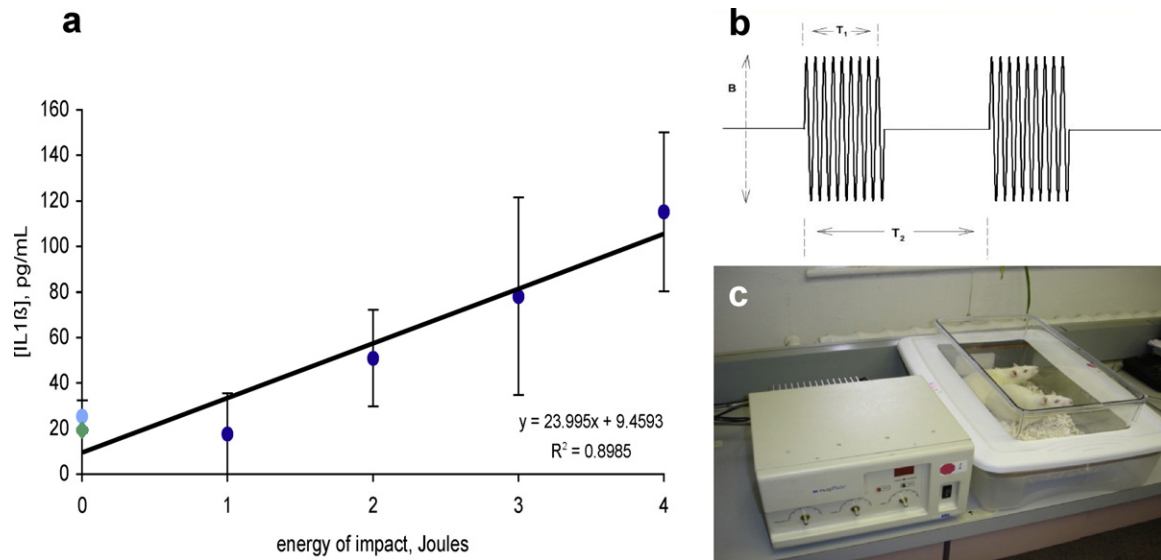 a
160
140
120
100
80
60
40
20
0
[IL1ß], pg/mL
0 1 2 3 4
energy of impact, Joules
y = 23.995x + 9.4593
R² = 0.8985
b
T₁
B
T₂
c